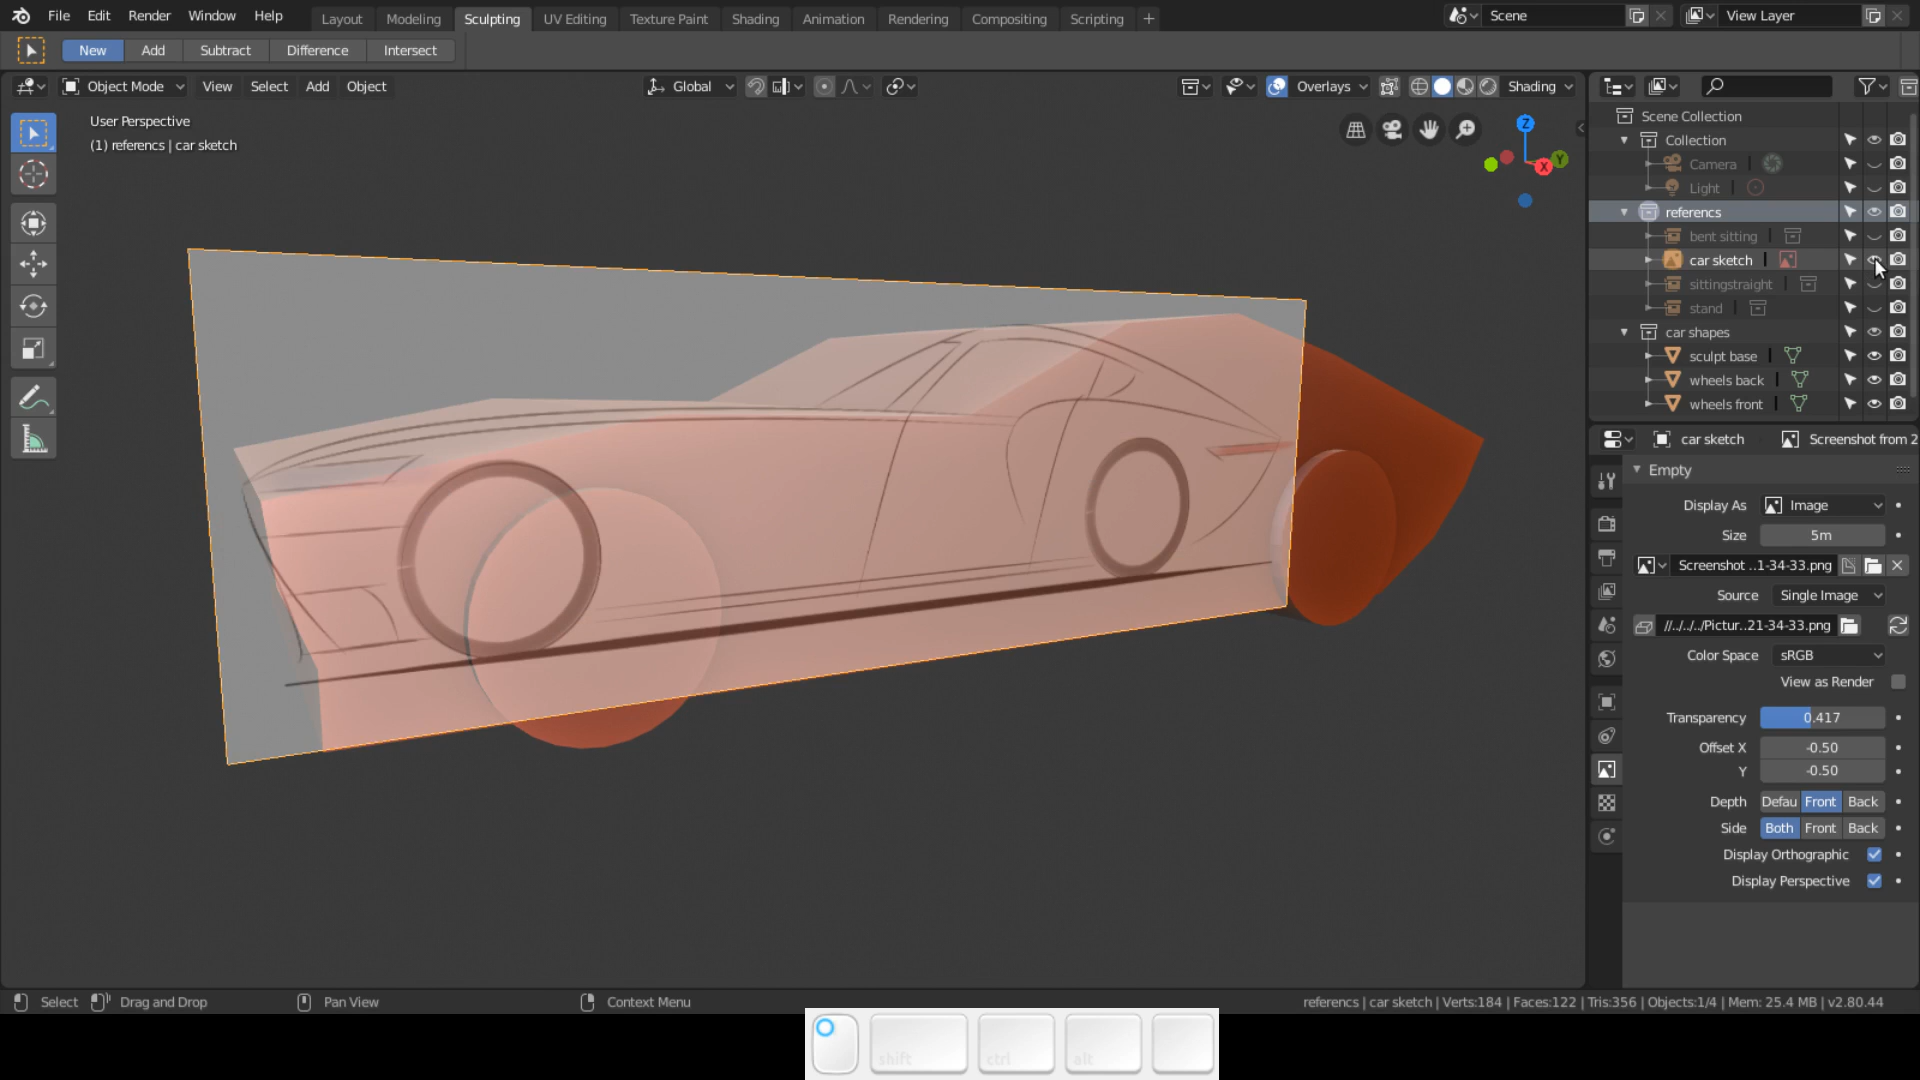 File Edit Render Window Help
Layout Modeling Sculpting UV Editing Texture Paint Shading Animation Rendering Compositing Scripting +
Scene
View Layer
New Add Subtract Difference Intersect
Object Mode View Select Add Object
Global
Overlays
Shading
User Perspective
(1) referencs | car sketch
Z
Y
X
Scene Collection
Collection
Camera
Light
referencs
bent sitting
car sketch
sittingstraight
stand
car shapes
sculpt base
wheels back
wheels front
car sketch
Screenshot from 2
Empty
Display As Image
Size 5m
Screenshot ..1-34-33.png
Source Single Image
//../../../Pictur..21-34-33.png
Color Space sRGB
View as Render
Transparency 0.417
Offset X -0.50
Y -0.50
Depth Defau Front Back
Side Both Front Back
Display Orthographic
Display Perspective
Select Drag and Drop Pan View Context Menu
referencs | car sketch | Verts:184 | Faces:122 | Tris:356 | Objects:1/4 | Mem: 25.4 MB | v2.80.44
shift ctrl alt